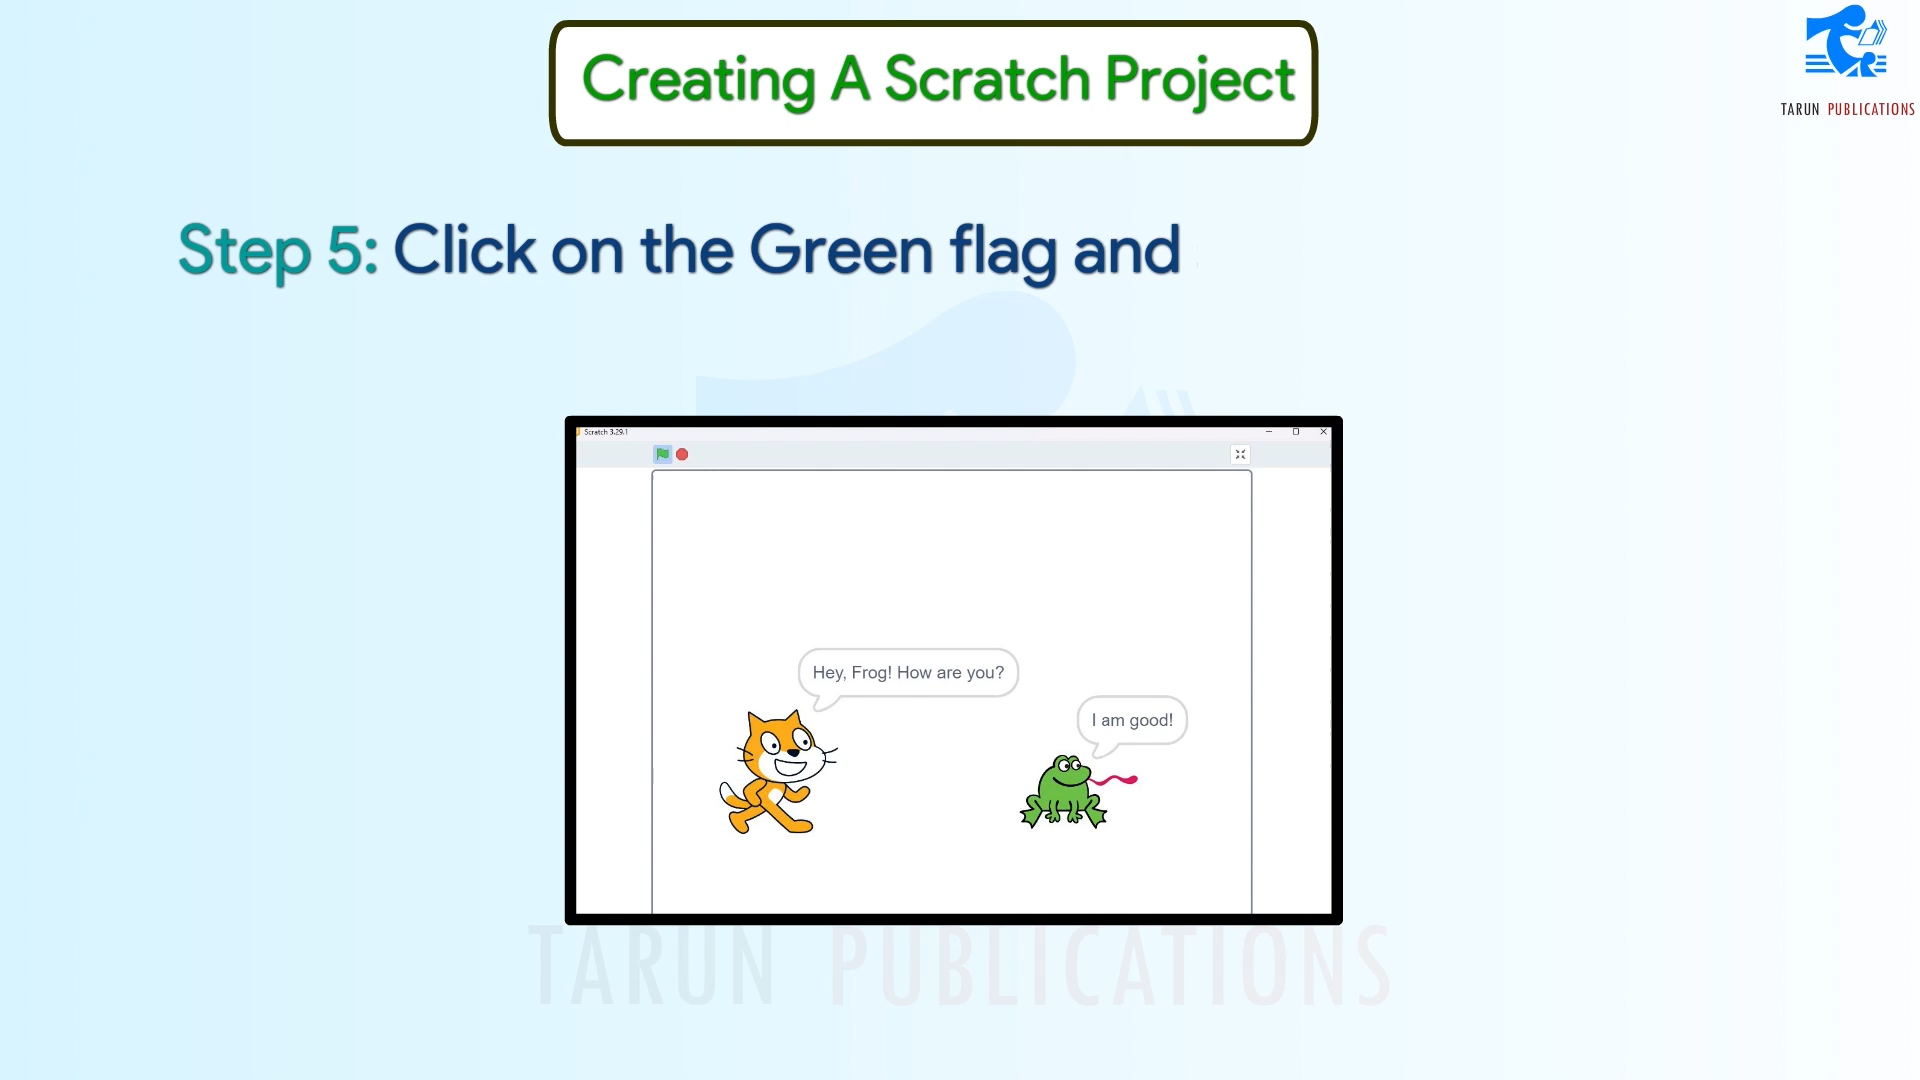 Creating A Scratch Project
TARUN PUBLICATIONS
Step 5: Click on the Green flag and
Scratch 3.29.1
Hey, Frog! How are you?
I am good!
TARUN PUBLICATIONS